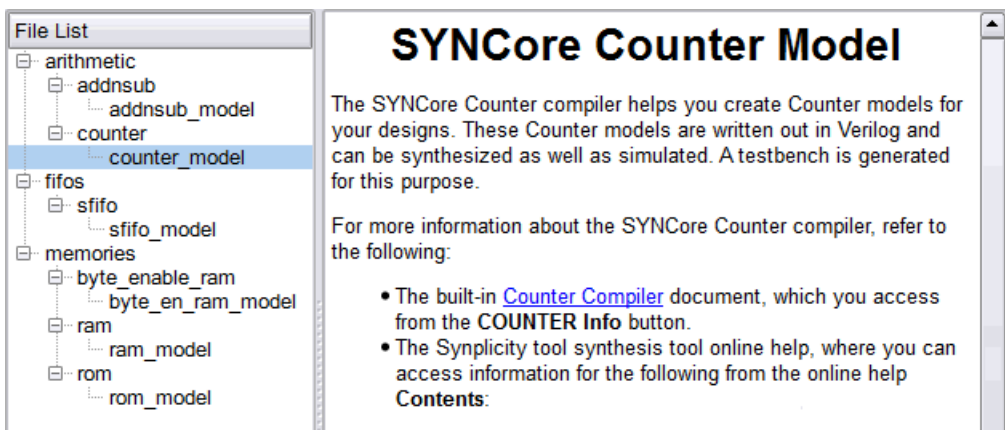 File List
arithmetic
addnsub
addnsub_model
counter
counter_model
fifos
sfifo
sfifo_model
memories
byte_enable_ram
byte_en_ram_model
ram
ram_model
rom
rom_model
SYNCore Counter Model
The SYNCore Counter compiler helps you create Counter models for
your designs. These Counter models are written out in Verilog and
can be synthesized as well as simulated. A testbench is generated
for this purpose.
For more information about the SYNCore Counter compiler, refer to
the following:
• The built-in Counter Compiler document, which you access
from the COUNTER Info button.
• The Synplicity tool synthesis tool online help, where you can
access information for the following from the online help
Contents: